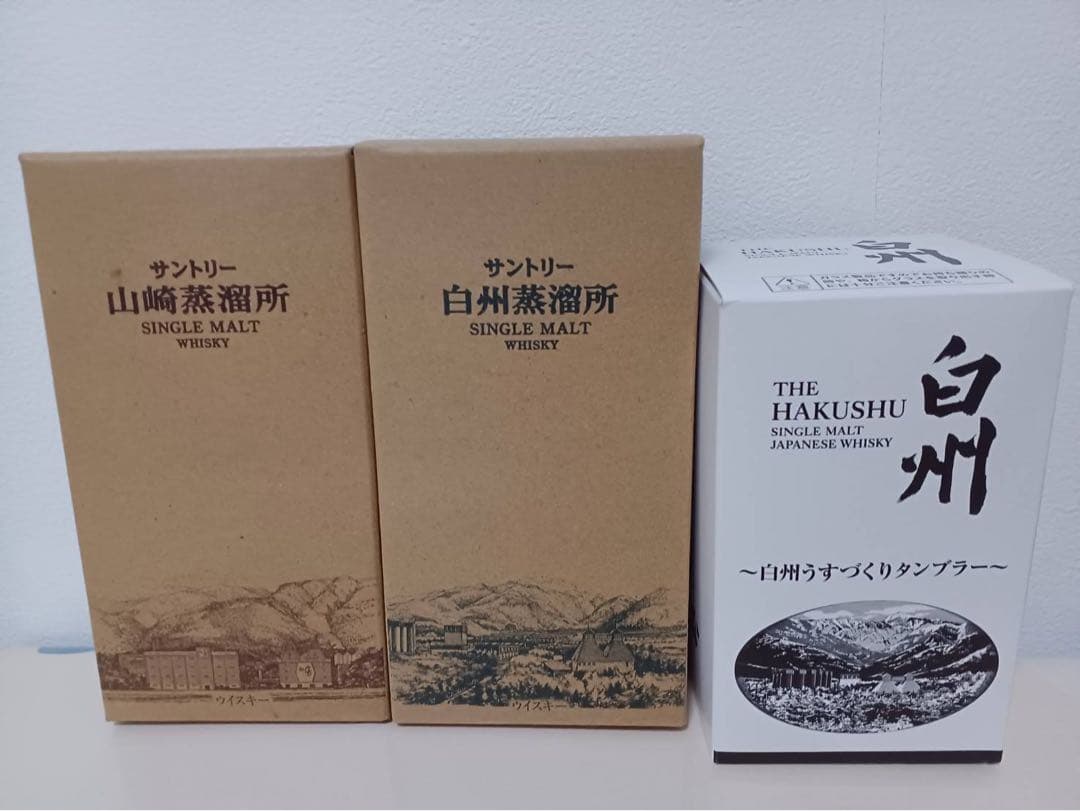 サントリー
山崎蒸溜所
SINGLE MALT
WHISKY
ウイスキー
サントリー
白州蒸溜所
SINGLE MALT
WHISKY
ウイスキー
THE
HAKUSHU
白州
THE
HAKUSHU
SINGLE MALT
JAPANESE WHISKY
白州
〜白州うすづくりタンブラー〜